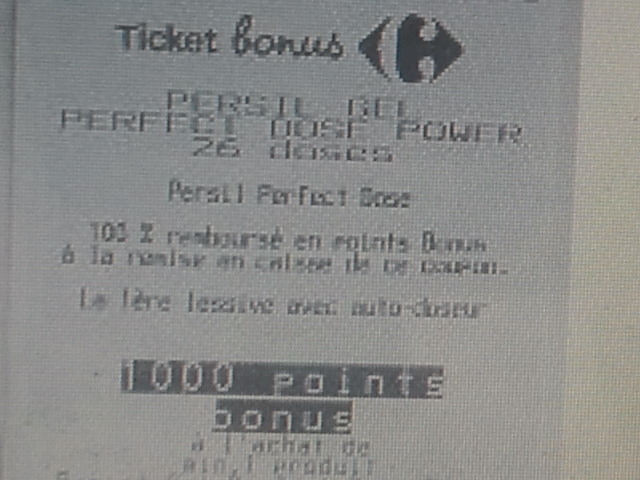 Ticket bonus
PERSIL GEL
PERFECT DOSE POWER
26 doses
Persil Perfect Dose
100 % remboursé en points Bonus
à la remise en caisse de ce coupon.
La 1ère lessive avec auto-doseur
1000 points
bonus
à l'achat de
min.1 produit